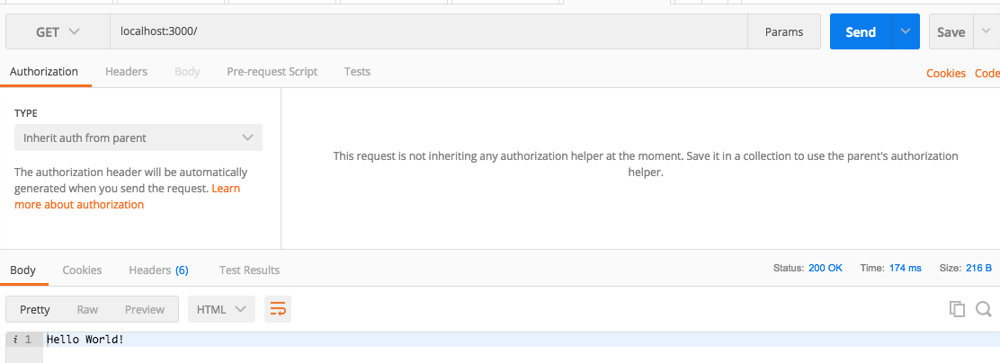 GET localhost:3000/ Params Send Save
Authorization Headers Body Pre-request Script Tests Cookies Code
TYPE
Inherit auth from parent
The authorization header will be automatically
generated when you send the request. Learn
more about authorization
This request is not inheriting any authorization helper at the moment. Save it in a collection to use the parent's authorization
helper.
Body Cookies Headers (6) Test Results Status: 200 OK Time: 174 ms Size: 216 B
Pretty Raw Preview HTML
i 1 Hello World!